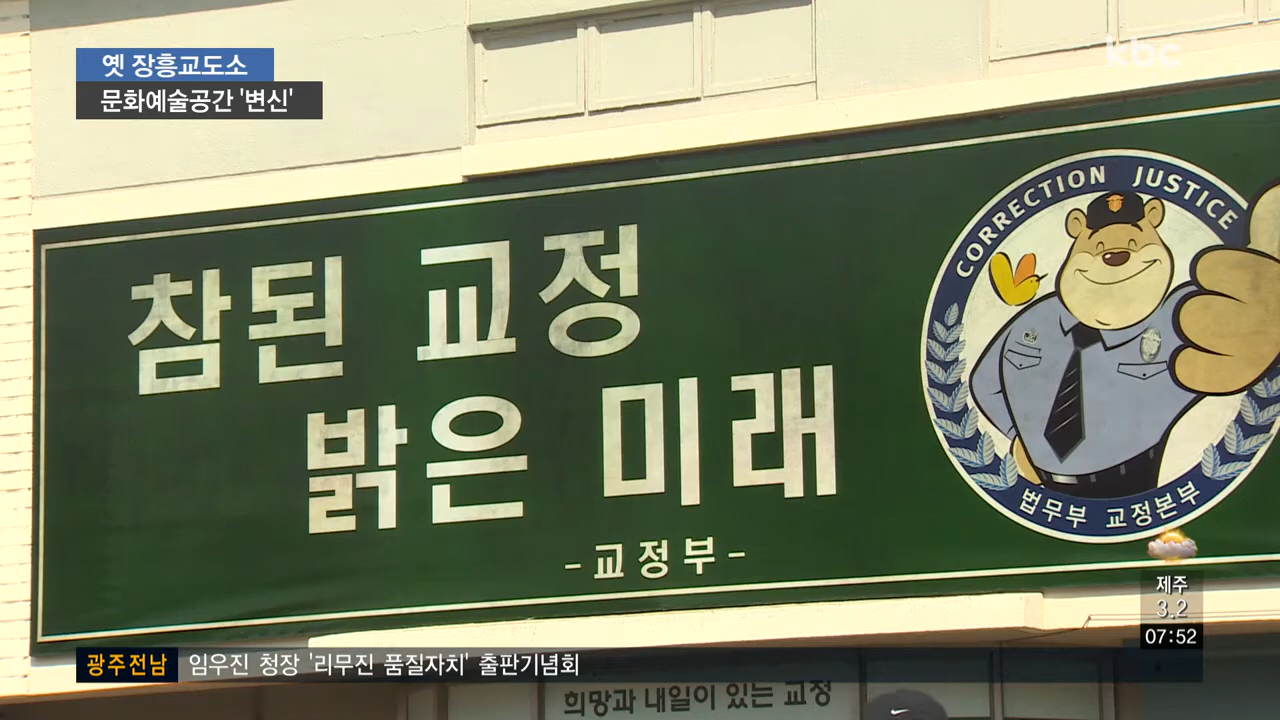 옛 장흥교도소
문화예술공간 '변신'
kbc
참된 교정
밝은 미래
-교정부-
CORRECTION JUSTICE
법무부 교정본부
제주
3.2
07:52
광주전남 임우진 청장 '리무진 품질자치' 출판기념회
희망과 내일이 있는 교정